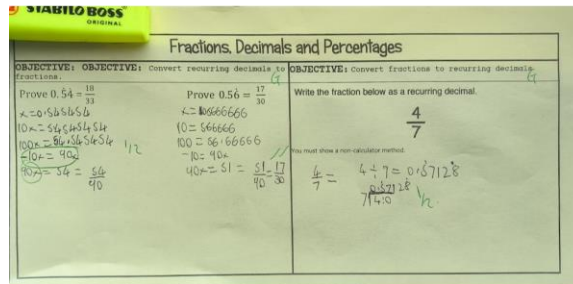 STABILO BOSS
ORIGINAL
Fractions, Decimals and Percentages
OBJECTIVE: OBJECTIVE: Convert recurring decimals to
fractions.
G
Prove 0.5̇4̇ = 18/33
x=0.545454
10x=5.4545454
100x=54.545454
-10x= 90x
90x= 54 = 54/90
1/2
Prove 0.56̇ = 17/30
10= 566666
100= 56.66666
-10= 90x
90x= 51 = 51/90 = 17/30
//
OBJECTIVE: Convert fractions to recurring decimals.
G
Write the fraction below as a recurring decimal.
4/7
You must show a non-calculator method.
4/7 =
4÷7= 0.57128
0.57128
7 4.0
1/2